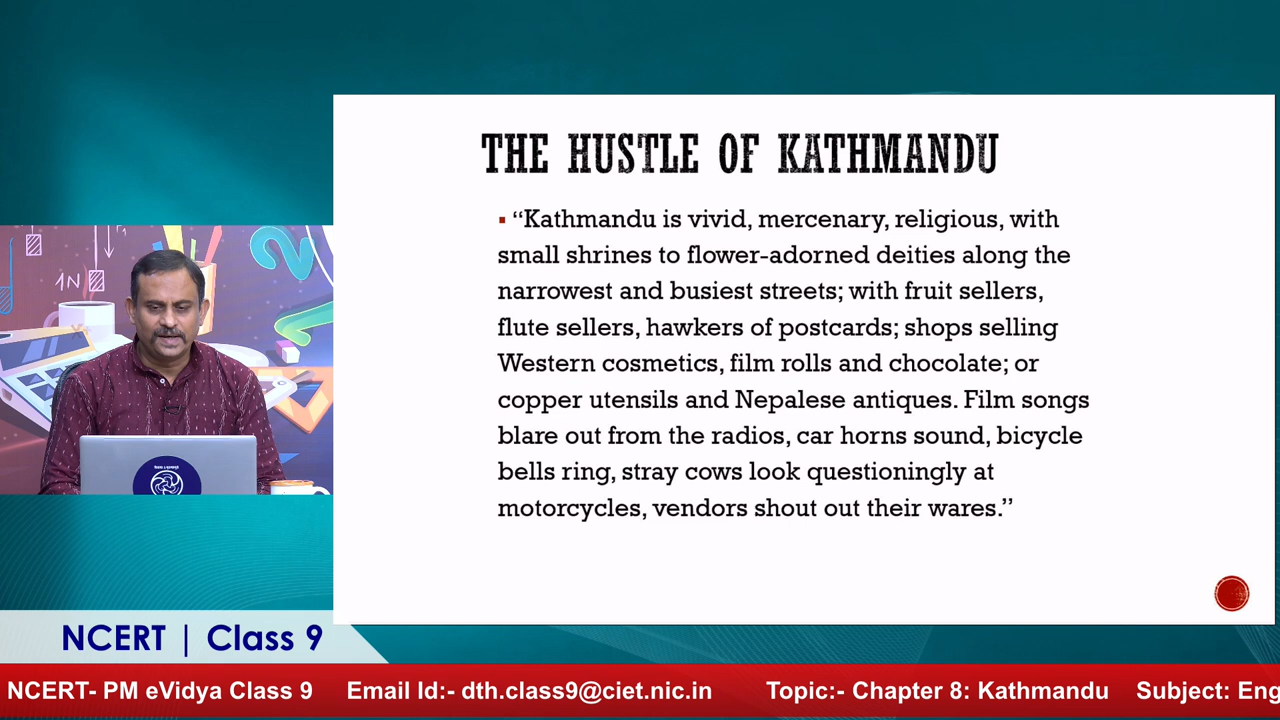 THE HUSTLE OF KATHMANDU
“Kathmandu is vivid, mercenary, religious, with
small shrines to flower-adorned deities along the
narrowest and busiest streets; with fruit sellers,
flute sellers, hawkers of postcards; shops selling
Western cosmetics, film rolls and chocolate; or
copper utensils and Nepalese antiques. Film songs
blare out from the radios, car horns sound, bicycle
bells ring, stray cows look questioningly at
motorcycles, vendors shout out their wares.”
1N
NCERT | Class 9
NCERT- PM eVidya Class 9 Email Id:- dth.class9@ciet.nic.in Topic:- Chapter 8: Kathmandu Subject: Eng